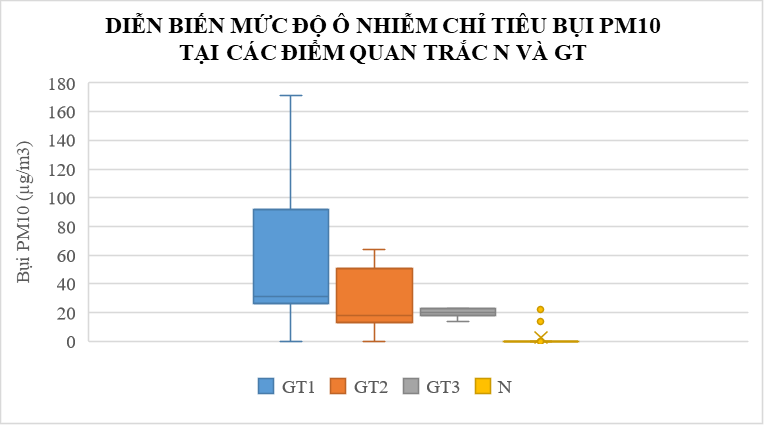 DIỄN BIẾN MỨC ĐỘ Ô NHIỄM CHỈ TIÊU BỤI PM10
TẠI CÁC ĐIỂM QUAN TRẮC N VÀ GT
Bụi PM10 (µg/m3)
180
160
140
120
100
80
60
40
20
0
GT1 GT2 GT3 N